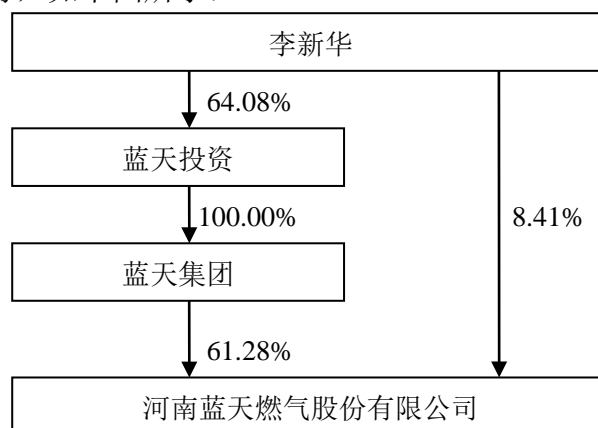 李新华
64.08%
蓝天投资
100.00%
8.41%
蓝天集团
61.28%
河南蓝天燃气股份有限公司